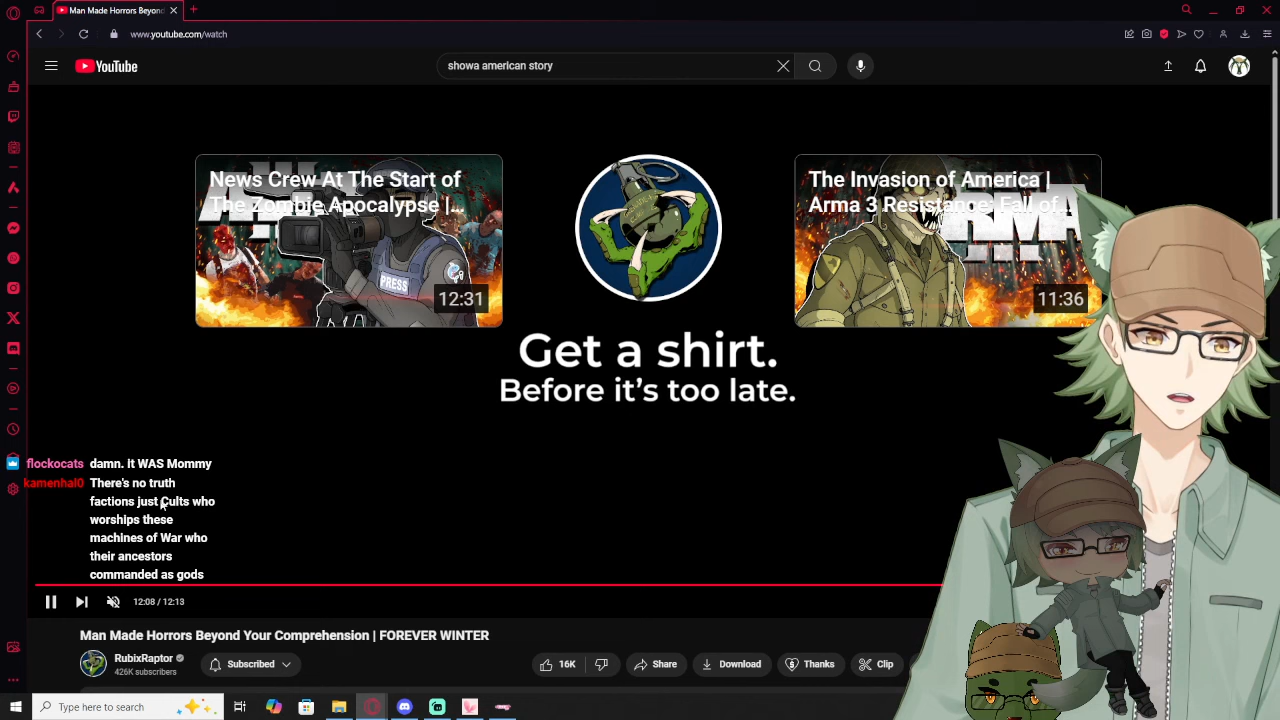 Man Made Horrors Beyond
www.youtube.com/watch
YouTube
showa american story
News Crew At The Start of
The Zombie Apocalypse |...
PRESS
12:31
The Invasion of America |
Arma 3 Resistance: Fall of...
11:36
Get a shirt.
Before it's too late.
flockocats damn. it WAS Mommy
kamenhal0 There's no truth
factions just Cults who
worships these
machines of War who
their ancestors
commanded as gods
12:08 / 12:13
Man Made Horrors Beyond Your Comprehension | FOREVER WINTER
RubixRaptor
426K subscribers
Subscribed
16K
Share
Download
Thanks
Clip
Type here to search